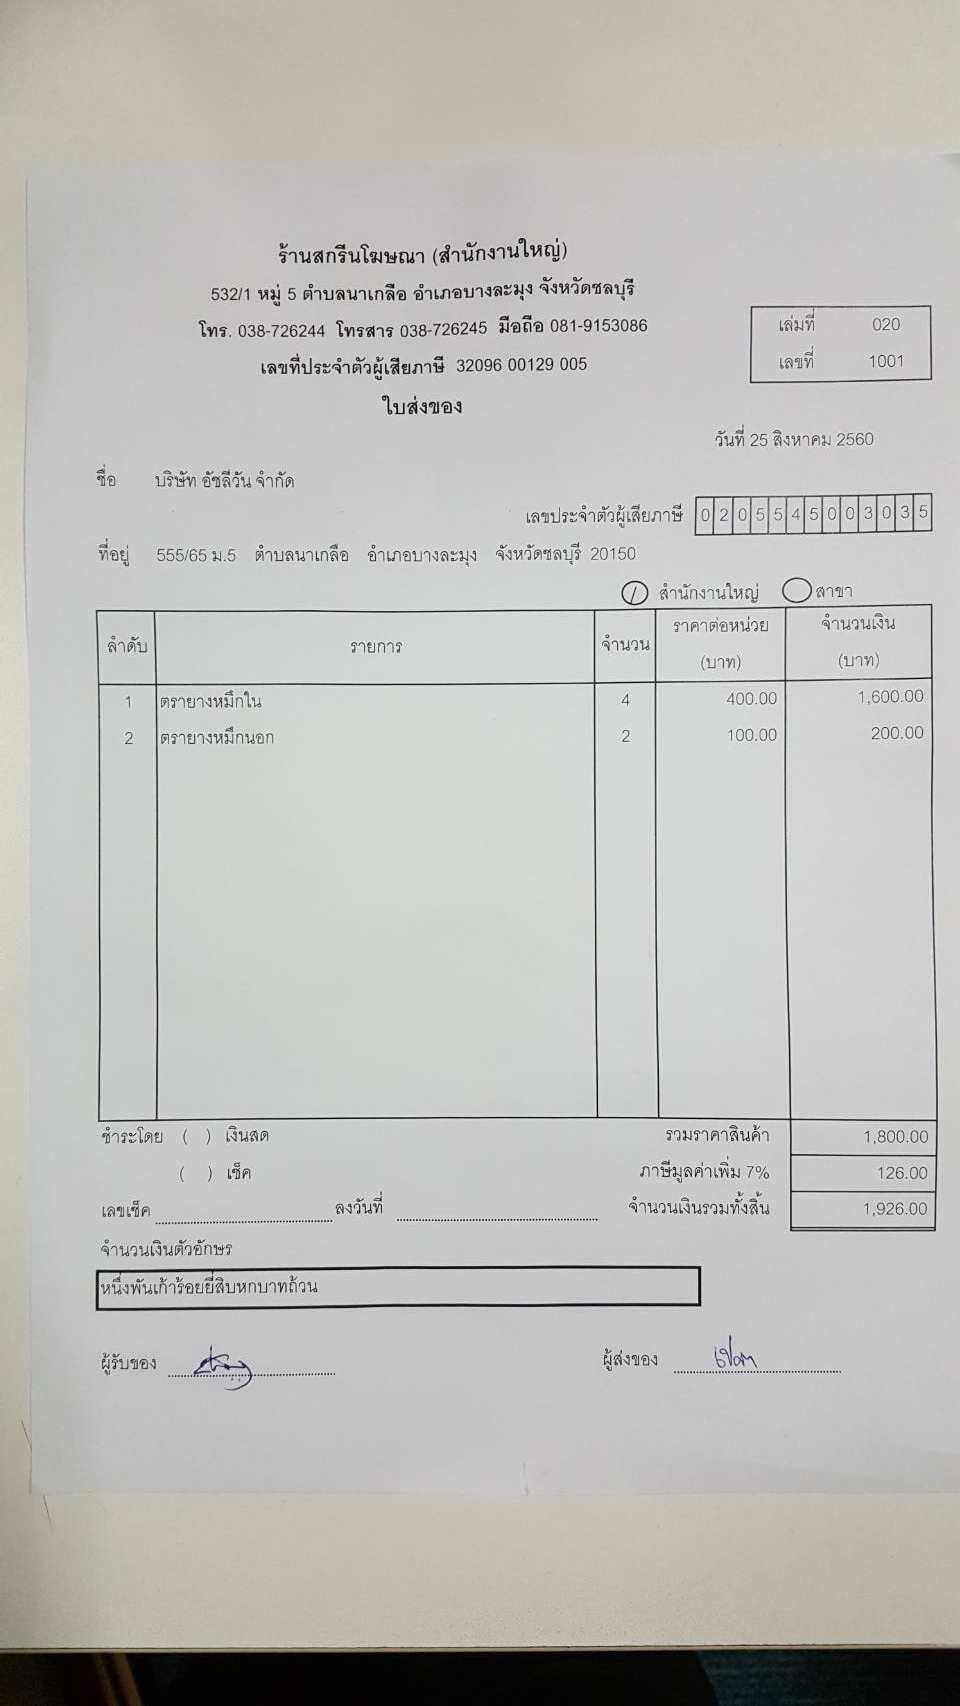 ร้านสกรีนโฆษณา (สำนักงานใหญ่)
532/1 หมู่ 5 ตำบลนาเกลือ อำเภอบางละมุง จังหวัดชลบุรี
โทร. 038-726244 โทรสาร 038-726245 มือถือ 081-9153086
เล่มที่ 020
เลขที่ 1001
เลขที่ประจำตัวผู้เสียภาษี 32096 00129 005
ใบส่งของ
วันที่ 25 สิงหาคม 2560
ชื่อ บริษัท อัชลีวัน จำกัด
เลขประจำตัวผู้เสียภาษี 0205545003035
ที่อยู่ 555/65 ม.5 ตำบลนาเกลือ อำเภอบางละมุง จังหวัดชลบุรี 20150
/ สำนักงานใหญ่ สาขา
ลำดับ รายการ จำนวน ราคาต่อหน่วย (บาท) จำนวนเงิน (บาท)
1 ตรายางหมึกใน 4 400.00 1,600.00
2 ตรายางหมึกนอก 2 100.00 200.00
ชำระโดย ( ) เงินสด รวมราคาสินค้า 1,800.00
( ) เช็ค ภาษีมูลค่าเพิ่ม 7% 126.00
เลขเช็ค ลงวันที่ จำนวนเงินรวมทั้งสิ้น 1,926.00
จำนวนเงินตัวอักษร
หนึ่งพันเก้าร้อยยี่สิบหกบาทถ้วน
ผู้รับของ ผู้ส่งของ